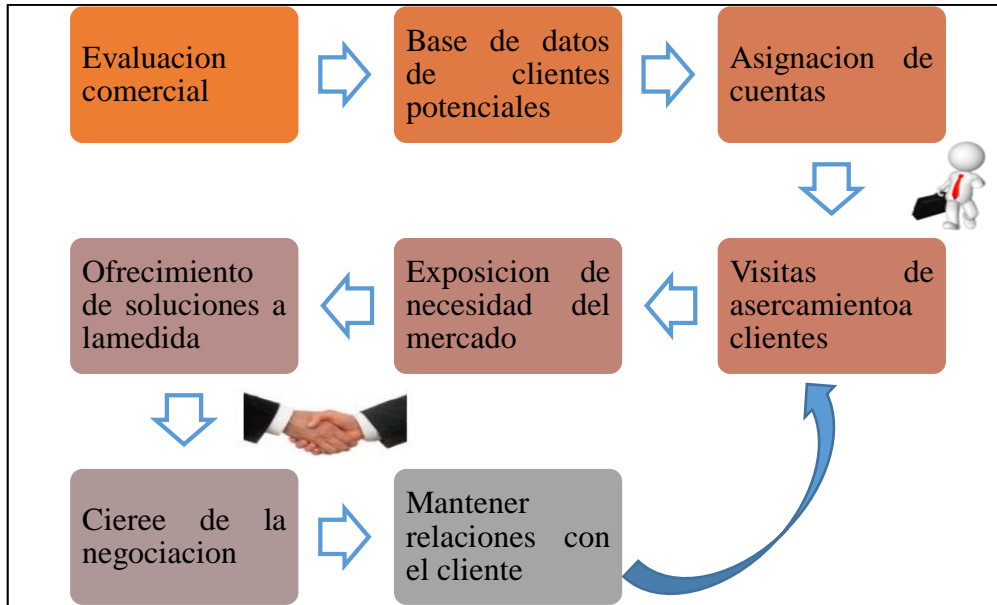 Evaluacion
comercial
Base de datos
de clientes
potenciales
Asignacion de
cuentas
Visitas de
asercamientoa
clientes
Exposicion de
necesidad del
mercado
Ofrecimiento
de soluciones a
lamedida
Cieree de la
negociacion
Mantener
relaciones con
el cliente